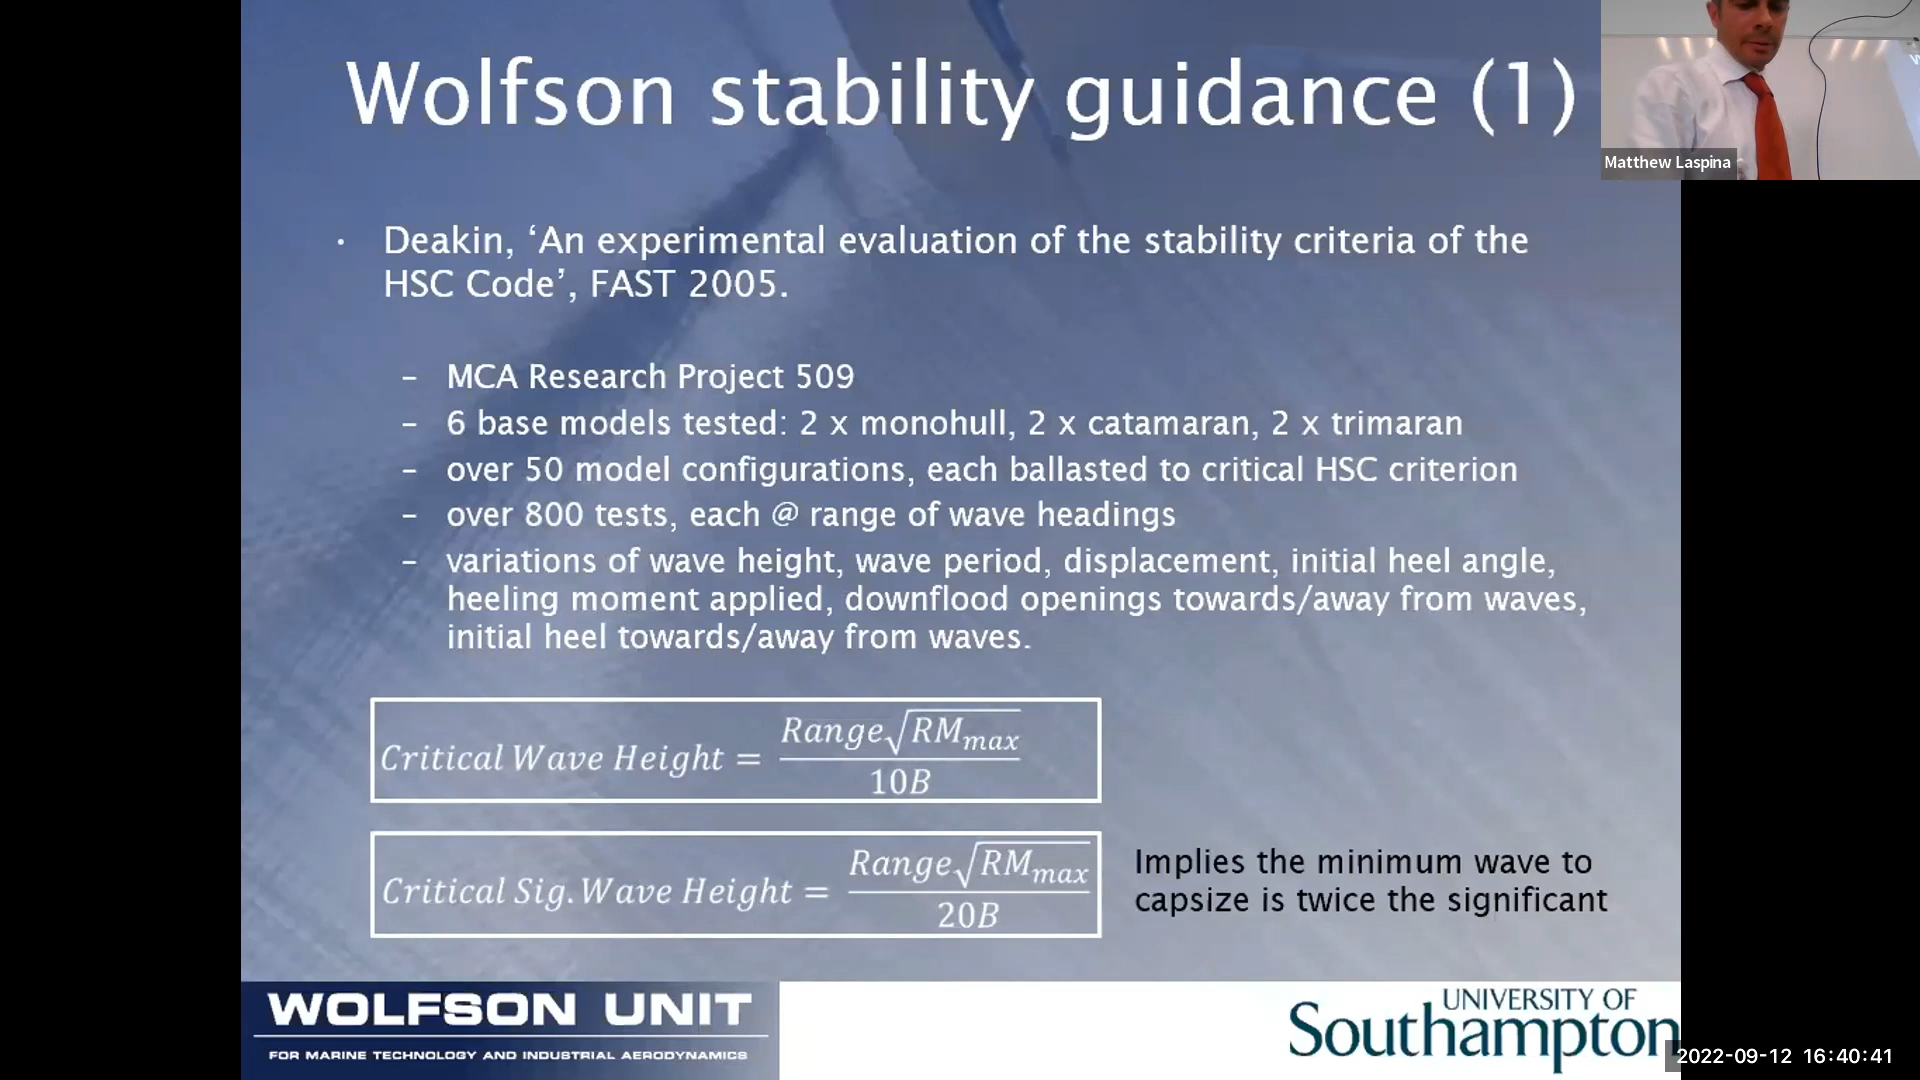 Wolfson stability guidance (1)
Matthew Laspina
· Deakin, ‘An experimental evaluation of the stability criteria of the
HSC Code’, FAST 2005.
– MCA Research Project 509
– 6 base models tested: 2 x monohull, 2 x catamaran, 2 x trimaran
– over 50 model configurations, each ballasted to critical HSC criterion
– over 800 tests, each @ range of wave headings
– variations of wave height, wave period, displacement, initial heel angle,
heeling moment applied, downflood openings towards/away from waves,
initial heel towards/away from waves.
Critical Wave Height = Range√RMmax / 10B
Critical Sig. Wave Height = Range√RMmax / 20B
Implies the minimum wave to
capsize is twice the significant
WOLFSON UNIT
FOR MARINE TECHNOLOGY AND INDUSTRIAL AERODYNAMICS
UNIVERSITY OF
Southampton
2022-09-12 16:40:41